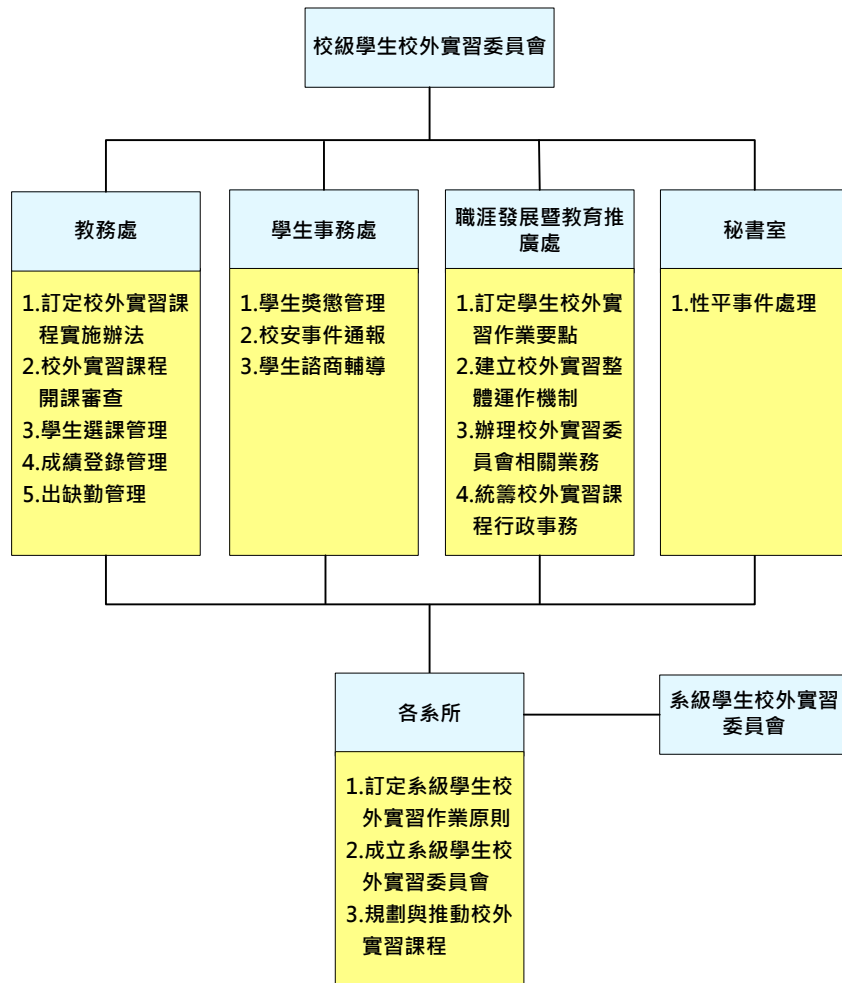 校級學生校外實習委員會
教務處
1.訂定校外實習課
程實施辦法
2.校外實習課程
開課審查
3.學生選課管理
4.成績登錄管理
5.出缺勤管理
學生事務處
1.學生獎懲管理
2.校安事件通報
3.學生諮商輔導
職涯發展暨教育推
廣處
1.訂定學生校外實
習作業要點
2.建立校外實習整
體運作機制
3.辦理校外實習委
員會相關業務
4.統籌校外實習課
程行政事務
秘書室
1.性平事件處理
各系所
1.訂定系級學生校
外實習作業原則
2.成立系級學生校
外實習委員會
3.規劃與推動校外
實習課程
系級學生校外實習
委員會